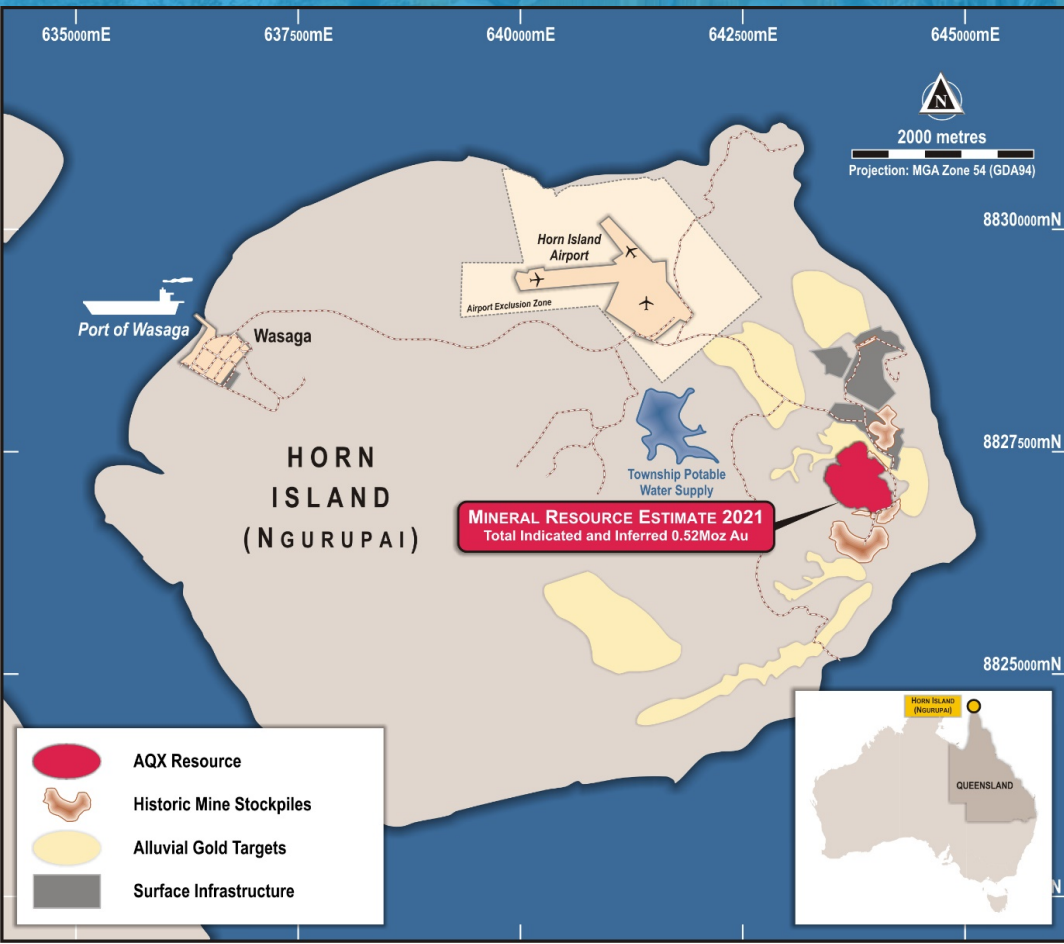 635000mE
637500mE
640000mE
642500mE
645000mE
N
2000 metres
Projection: MGA Zone 54 (GDA94)
8830000mN
Horn Island
Airport
Airport Exclusion Zone
Port of Wasaga
Wasaga
8827500mN
HORN
ISLAND
(NGURUPAI)
Township Potable
Water Supply
MINERAL RESOURCE ESTIMATE 2021
Total Indicated and Inferred 0.52Moz Au
8825000mN
AQX Resource
Historic Mine Stockpiles
Alluvial Gold Targets
Surface Infrastructure
HORN ISLAND
(NGURUPAI)
QUEENSLAND
N